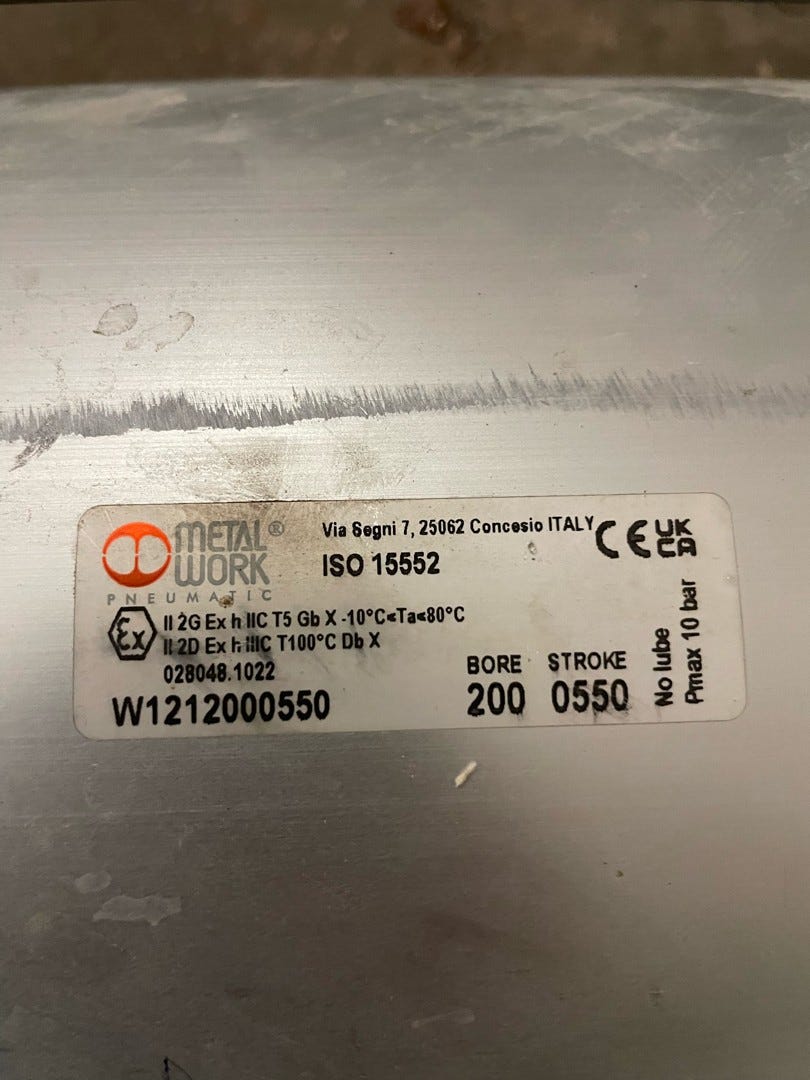 METAL WORK®
PNEUMATIC
Via Segni 7, 25062 Concesio ITALY
ISO 15552
CE UK CA
Ex II 2G Ex h IIC T5 Gb X -10°C≤Ta≤80°C
II 2D Ex h IIIC T100°C Db X
028048.1022
W1212000550
BORE STROKE
200 0550
No lube
Pmax 10 bar